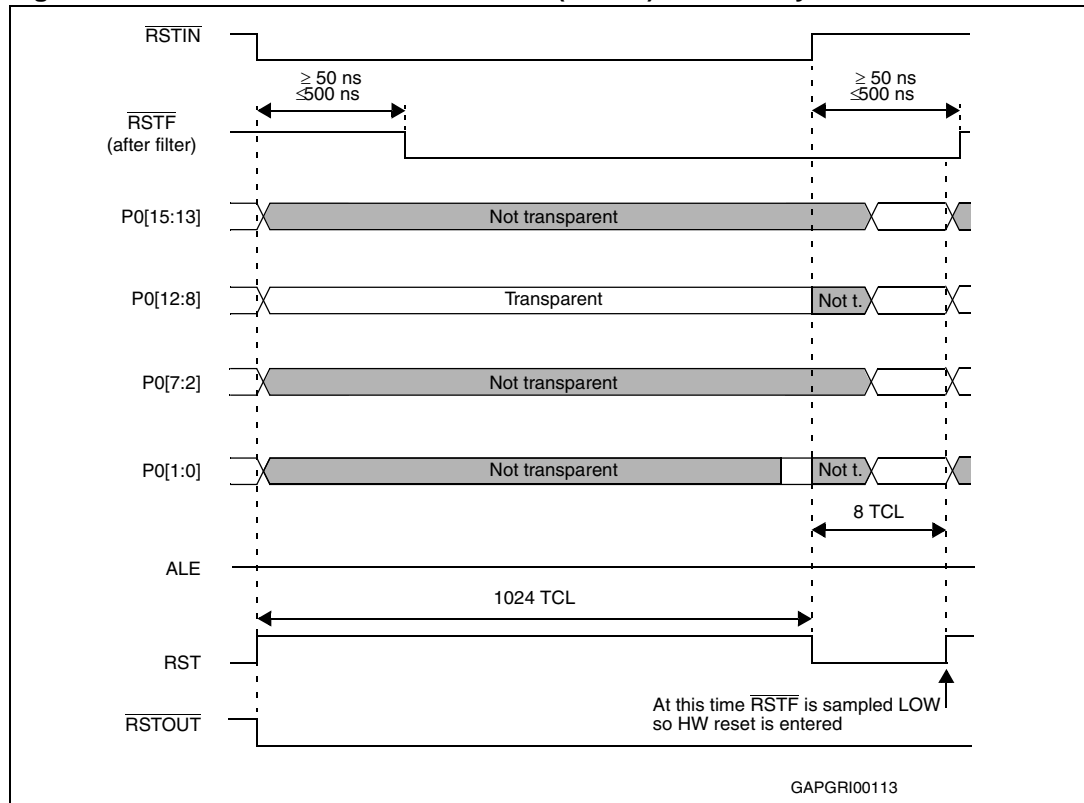 RSTIN
≥ 50 ns
≤500 ns
≥ 50 ns
≤500 ns
RSTF
(after filter)
P0[15:13]
Not transparent
P0[12:8]
Transparent
Not t.
P0[7:2]
Not transparent
P0[1:0]
Not transparent
Not t.
8 TCL
ALE
1024 TCL
RST
At this time RSTF is sampled LOW
so HW reset is entered
RSTOUT
GAPGRI00113